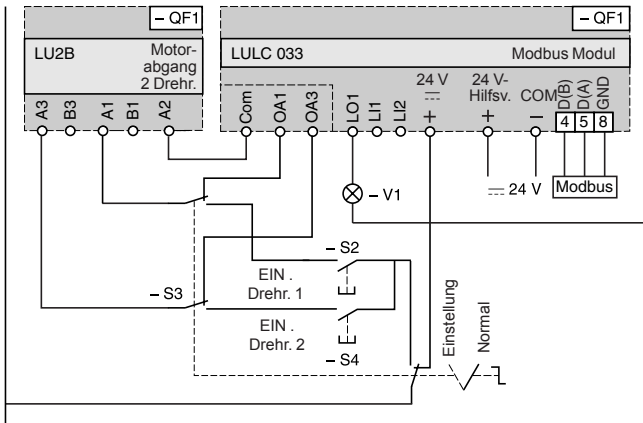 – QF1
– QF1
LU2B
Motor-
abgang
2 Drehr.
LULC 033
Modbus Modul
24 V
24 V-
Hilfsv.
COM
A3
B3
A1
B1
A2
Com
OA1
OA3
LO1
LI1
LI2
+
+
–
D(B)
D(A)
GND
4
5
8
– V1
24 V
Modbus
– S2
EIN .
Drehr. 1
– S3
EIN .
Drehr. 2
– S4
Einstellung
Normal